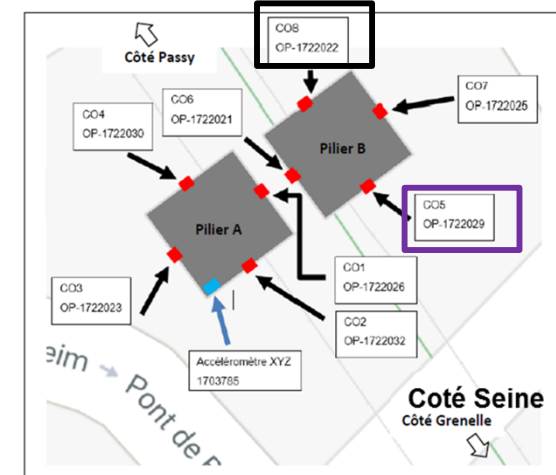 CO8
OP-1722022
Côté Passy
CO7
OP-1722025
CO6
OP-1722021
CO4
OP-1722030
Pilier B
CO5
OP-1722029
Pilier A
CO1
OP-1722026
CO3
OP-1722023
CO2
OP-1722032
Accéléromètre XYZ
1703785
eim → Pont de
Coté Seine
Côté Grenelle